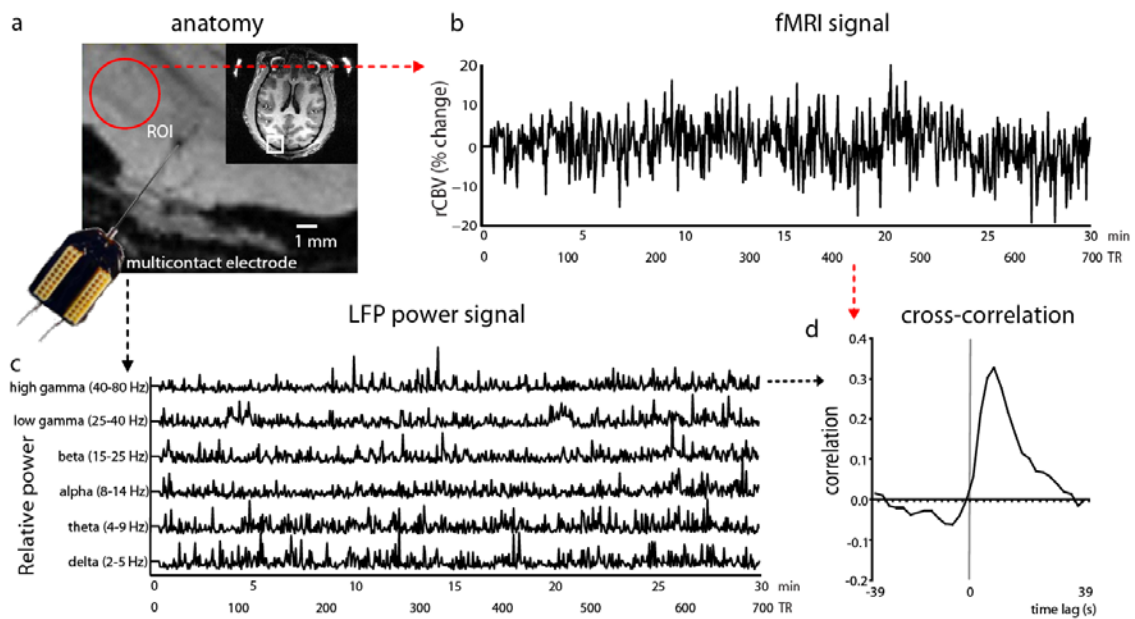 a
anatomy
ROI
1 mm
multicontact electrode
b
fMRI signal
rCBV (% change)
20
10
0
−10
−20
0 5 10 15 20 25 30 min
0 100 200 300 400 500 600 700 TR
LFP power signal
c
Relative power
high gamma (40-80 Hz)
low gamma (25-40 Hz)
beta (15-25 Hz)
alpha (8-14 Hz)
theta (4-9 Hz)
delta (2-5 Hz)
5 10 15 20 25 30 min
0 100 200 300 400 500 600 700 TR
d
cross-correlation
correlation
0.4
0.3
0.2
0.1
0.0
-0.1
-0.2
-39 0 39
time lag (s)